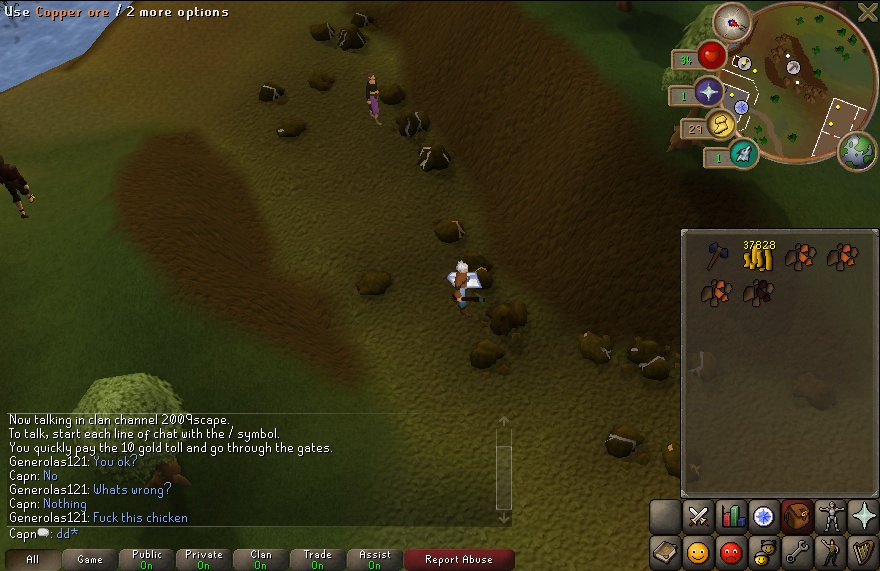 Use Copper ore / 2 more options
34
1
29
1
37828
Now talking in clan channel 2009scape.
To talk, start each line of chat with the / symbol.
You quickly pay the 10 gold toll and go through the gates.
Generolas121: You ok?
Capn: No
Generolas121: Whats wrong?
Capn: Nothing
Generolas121: Fuck this chicken
Capn: dd*
All
Game
Public
On
Private
On
Clan
On
Trade
On
Assist
On
Report Abuse